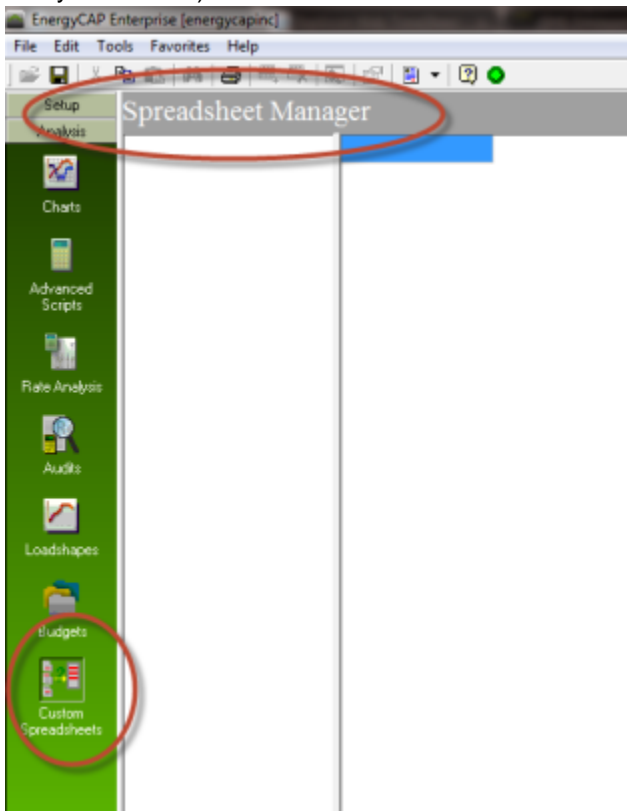 EnergyCAP Enterprise [energycapinc]
File Edit Tools Favorites Help
Setup
Spreadsheet Manager
Analysis
Charts
Advanced
Scripts
Rate Analysis
Audits
Loadshapes
Budgets
Custom
Spreadsheets